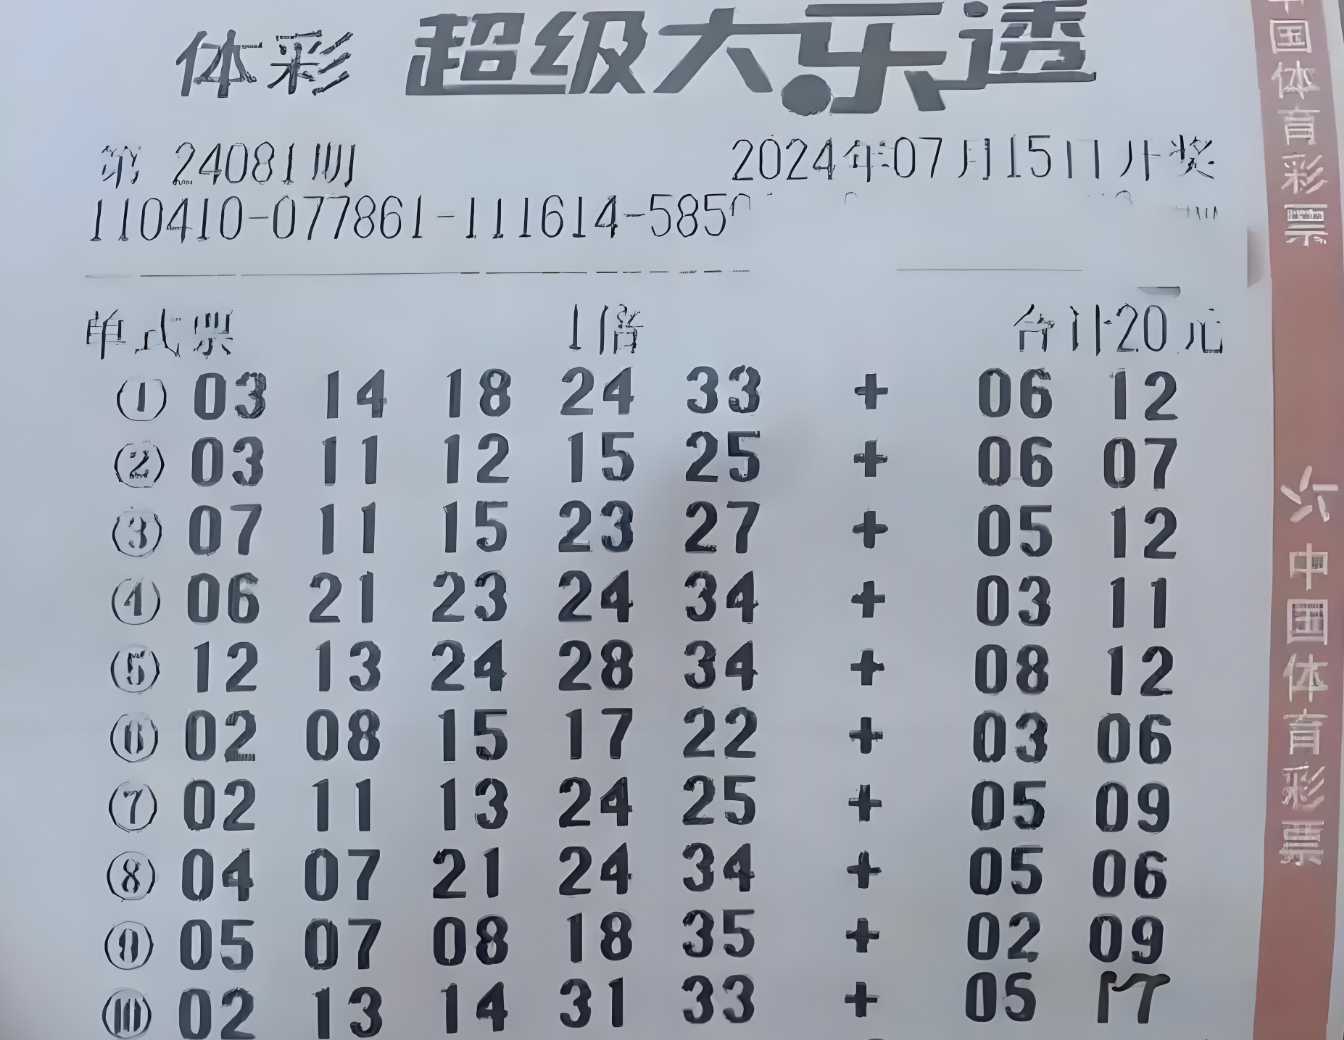 体彩 超级大乐透
第 24081期 2024年07月15日开奖
110410-077861-111614-585
单式票 1倍 合计20元
① 03 14 18 24 33 + 06 12
② 03 11 12 15 25 + 06 07
③ 07 11 15 23 27 + 05 12
④ 06 21 23 24 34 + 03 11
⑤ 12 13 24 28 34 + 08 12
⑥ 02 08 15 17 22 + 03 06
⑦ 02 11 13 24 25 + 05 09
⑧ 04 07 21 24 34 + 05 06
⑨ 05 07 08 18 35 + 02 09
⑩ 02 13 14 31 33 + 05
中国体育彩票
中国体育彩票